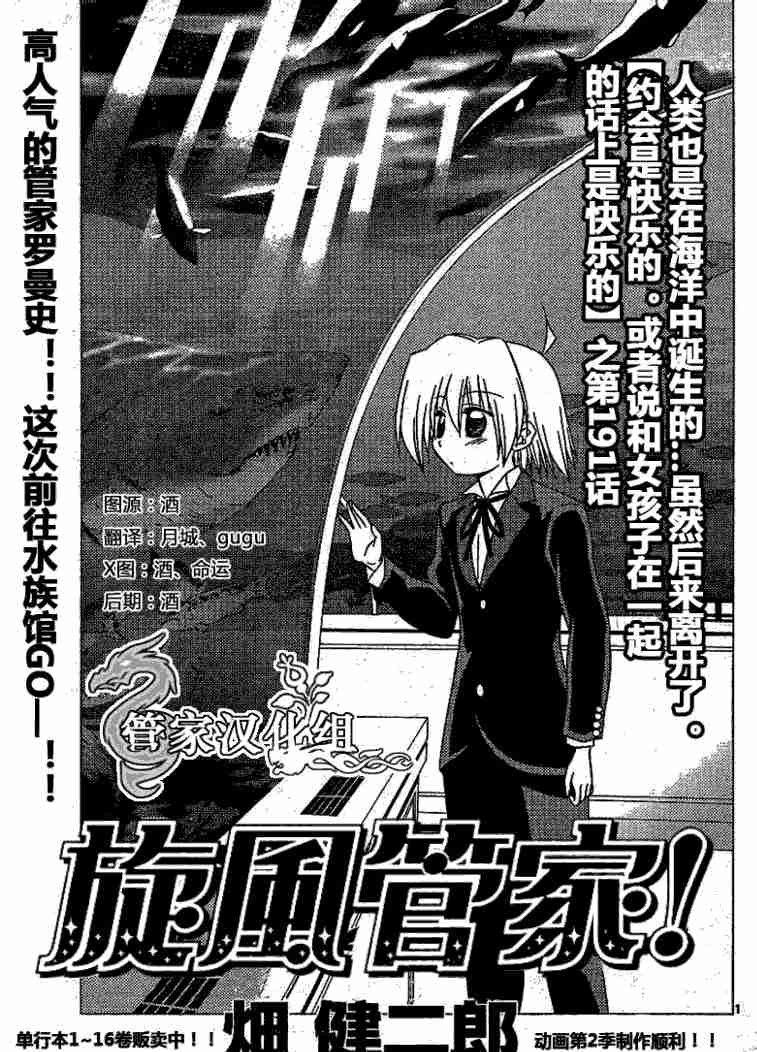 人类也是在海洋中诞生的...虽然后来离开了。
【约会是快乐的。或者说和女孩子在一起
的话上是快乐的】之第191话
高人气的管家罗曼史！！这次前往水族馆GO—！！
图源：酒
翻译：月城、gugu
X图：酒、命运
后期：酒
管家汉化组
旋風管家！
畑 健二郎
1
单行本1~16卷贩卖中！！
动画第2季制作顺利！！